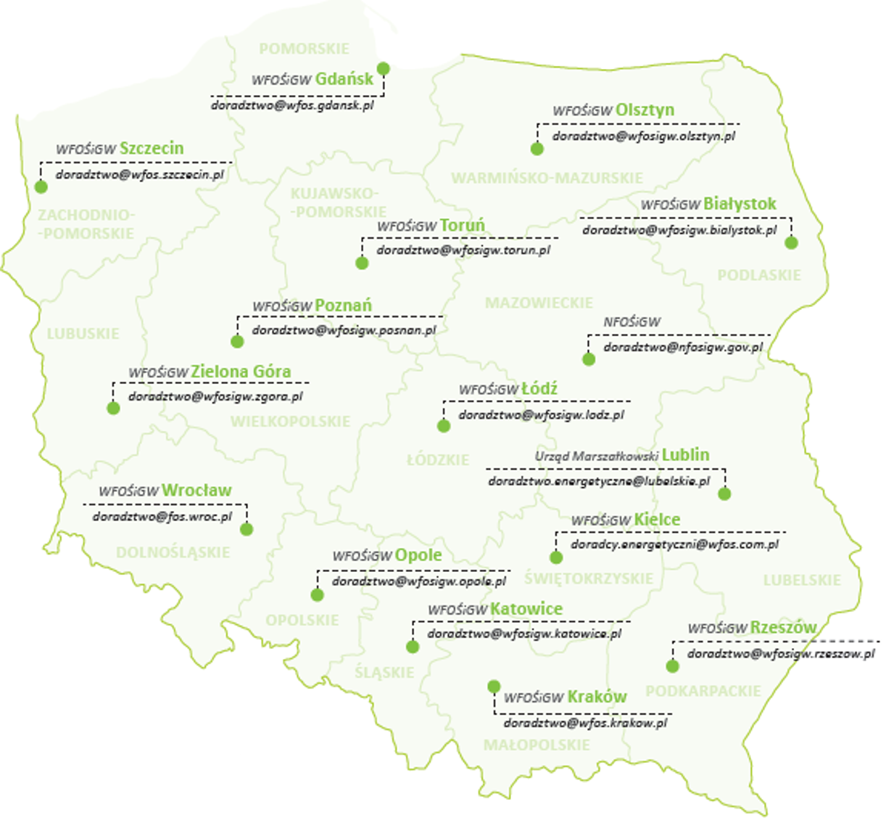 POMORSKIE
WFOŚiGW Gdańsk
doradztwo@wfos.gdansk.pl
WFOŚiGW Olsztyn
doradztwo@wfosigw.olsztyn.pl
WFOŚiGW Szczecin
doradztwo@wfos.szczecin.pl
WARMIŃSKO-MAZURSKIE
KUJAWSKO-
-POMORSKIE
WFOŚiGW Białystok
doradztwo@wfosigw.bialystok.pl
ZACHODNIO-
-POMORSKIE
WFOŚiGW Toruń
doradztwo@wfosigw.torun.pl
PODLASKIE
WFOŚiGW Poznań
doradztwo@wfosigw.posnan.pl
MAZOWIECKIE
LUBUSKIE
NFOŚiGW
doradztwo@nfosigw.gov.pl
WFOŚiGW Zielona Góra
doradztwo@wfosigw.zgora.pl
WFOŚiGW Łódź
doradztwo@wfosigw.lodz.pl
WIELKOPOLSKIE
ŁÓDZKIE
Urząd Marszałkowski Lublin
doradztwo.energetyczne@lubelskie.pl
WFOŚiGW Wrocław
doradztwo@fos.wroc.pl
WFOŚiGW Kielce
doradcy.energetyczni@wfos.com.pl
DOLNOŚLĄSKIE
WFOŚiGW Opole
doradztwo@wfosigw.opole.pl
ŚWIĘTOKRZYSKIE
LUBELSKIE
OPOLSKIE
WFOŚiGW Katowice
doradztwo@wfosigw.katowice.pl
WFOŚiGW Rzeszów
doradztwo@wfosigw.rzeszow.pl
ŚLĄSKIE
WFOŚiGW Kraków
doradztwo@wfos.krakow.pl
PODKARPACKIE
MAŁOPOLSKIE